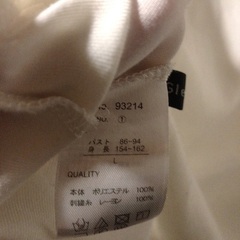 93214
①
バスト 86-94
身長 154-162
L
QUALITY
本体 ポリエステル 100%
刺繍糸 レーヨン 100%